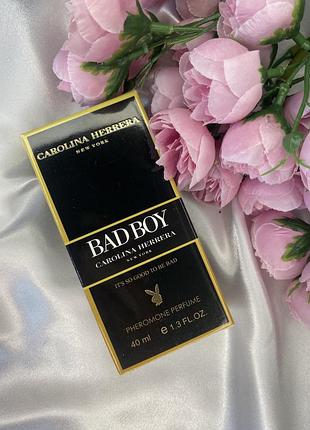 CAROLINA HERRERA
NEW YORK
BAD BOY
CAROLINA HERRERA
NEW YORK
IT'S SO GOOD TO BE BAD
PHEROMONE PERFUME
40 ml e 1.3 FL.OZ.